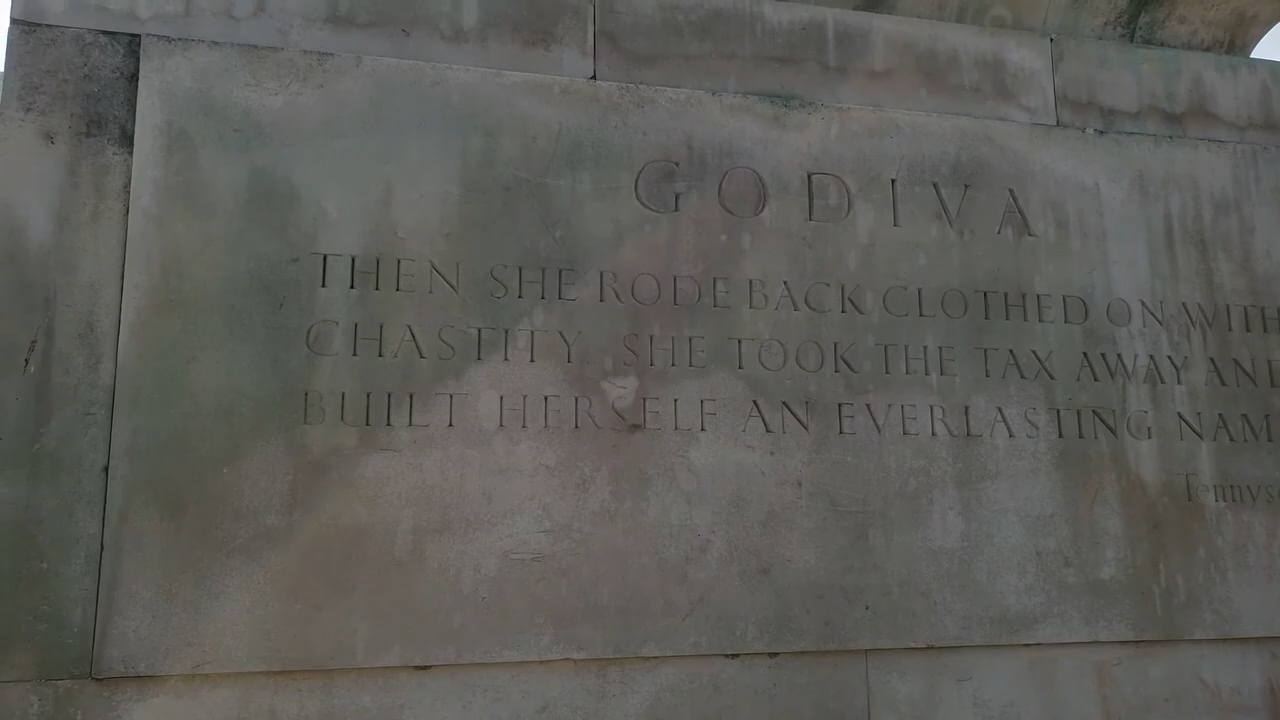 GODIVA
THEN SHE RODE BACK CLOTHED ON WITH
CHASTITY SHE TOOK THE TAX AWAY AND
BUILT HERSELF AN EVERLASTING NAM
Tennys